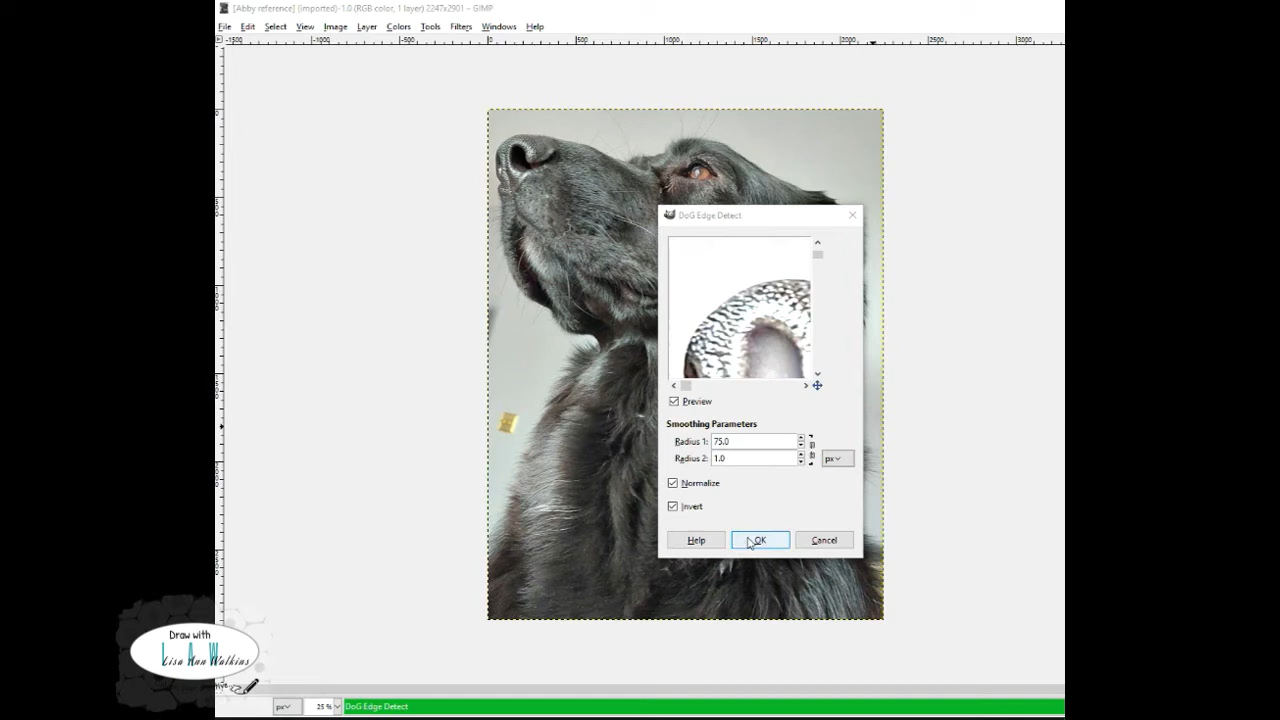 [Abby reference] (imported)-1.0 (RGB color, 1 layer) 2247x2901 – GIMP
File Edit Select View Image Layer Colors Tools Filters Windows Help
-1500 -1000 -500 0 500 1000 1500 2000 2500 3000
DoG Edge Detect
Preview
Smoothing Parameters
Radius 1: 75.0
Radius 2: 1.0 px
Normalize
Invert
Help OK Cancel
Draw with
LAW
Lisa Ann Watkins
px 25 % DoG Edge Detect